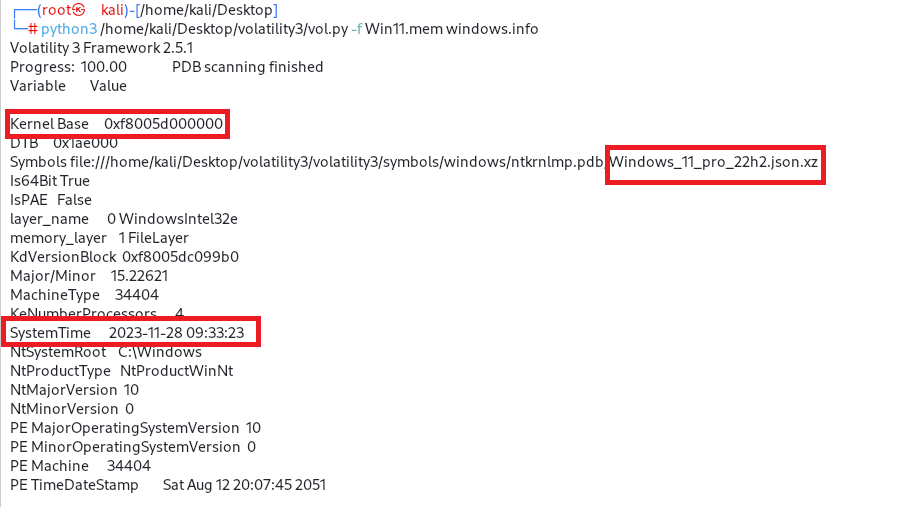 ┌──(root㉿ kali)-[/home/kali/Desktop]
└─# python3 /home/kali/Desktop/volatility3/vol.py -f Win11.mem windows.info
Volatility 3 Framework 2.5.1
Progress: 100.00 PDB scanning finished
Variable Value
Kernel Base 0xf8005d000000
DTB 0x1ae000
Symbols file:///home/kali/Desktop/volatility3/volatility3/symbols/windows/ntkrnlmp.pdb/Windows_11_pro_22h2.json.xz
Is64Bit True
IsPAE False
layer_name 0 WindowsIntel32e
memory_layer 1 FileLayer
KdVersionBlock 0xf8005dc099b0
Major/Minor 15.22621
MachineType 34404
KeNumberProcessors 4
SystemTime 2023-11-28 09:33:23
NtSystemRoot C:\Windows
NtProductType NtProductWinNt
NtMajorVersion 10
NtMinorVersion 0
PE MajorOperatingSystemVersion 10
PE MinorOperatingSystemVersion 0
PE Machine 34404
PE TimeDateStamp Sat Aug 12 20:07:45 2051